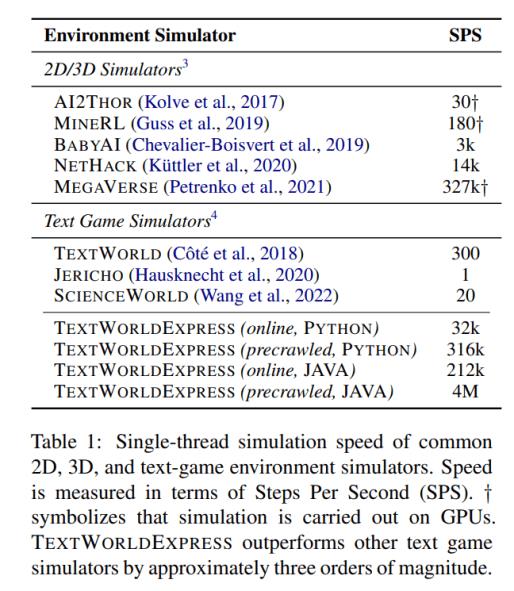 Environment Simulator SPS
2D/3D Simulators3
AI2THOR (Kolve et al., 2017) 30†
MINERL (Guss et al., 2019) 180†
BABYAI (Chevalier-Boisvert et al., 2019) 3k
NETHACK (Küttler et al., 2020) 14k
MEGAVERSE (Petrenko et al., 2021) 327k†
Text Game Simulators4
TEXTWORLD (Côté et al., 2018) 300
JERICHO (Hausknecht et al., 2020) 1
SCIENCEWORLD (Wang et al., 2022) 20
TEXTWORLDEXPRESS (online, PYTHON) 32k
TEXTWORLDEXPRESS (precrawled, PYTHON) 316k
TEXTWORLDEXPRESS (online, JAVA) 212k
TEXTWORLDEXPRESS (precrawled, JAVA) 4M
Table 1: Single-thread simulation speed of common
2D, 3D, and text-game environment simulators. Speed
is measured in terms of Steps Per Second (SPS). †
symbolizes that simulation is carried out on GPUs.
TEXTWORLDEXPRESS outperforms other text game
simulators by approximately three orders of magnitude.